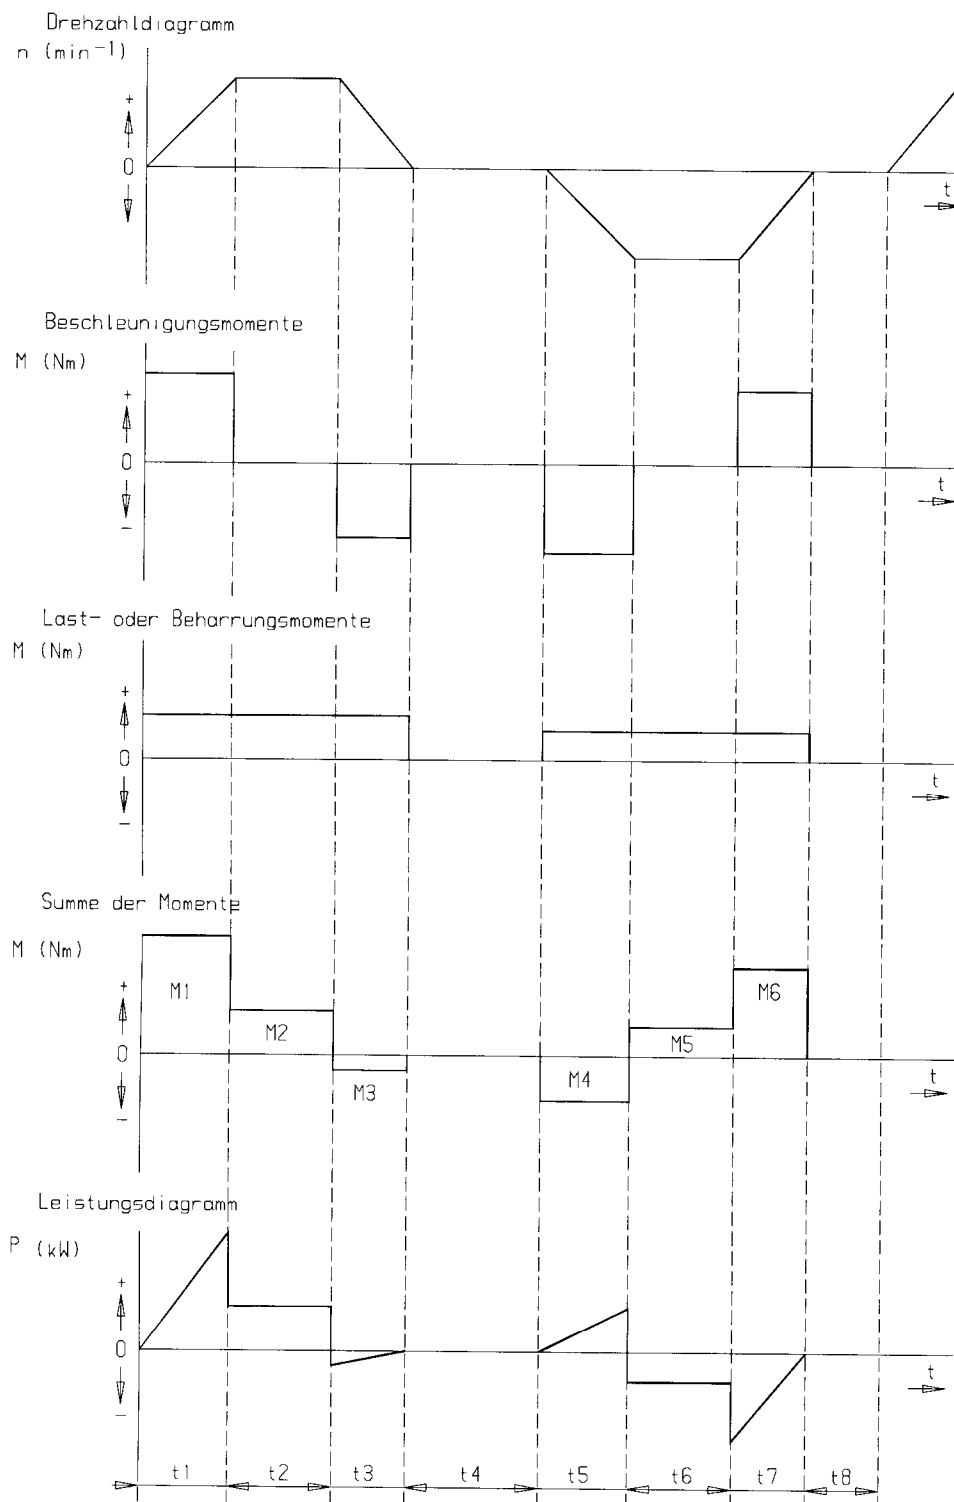 Drehzahldiagramm
n (min⁻¹)
+
0
t
Beschleunigungsmomente
M (Nm)
+
0
−
t
Last- oder Beharrungsmomente
M (Nm)
+
0
−
t
Summe der Momente
M (Nm)
+
M1
M6
M2
M5
0
M3
M4
t
−
Leistungsdiagramm
P (kW)
+
0
t
−
t1 t2 t3 t4 t5 t6 t7 t8